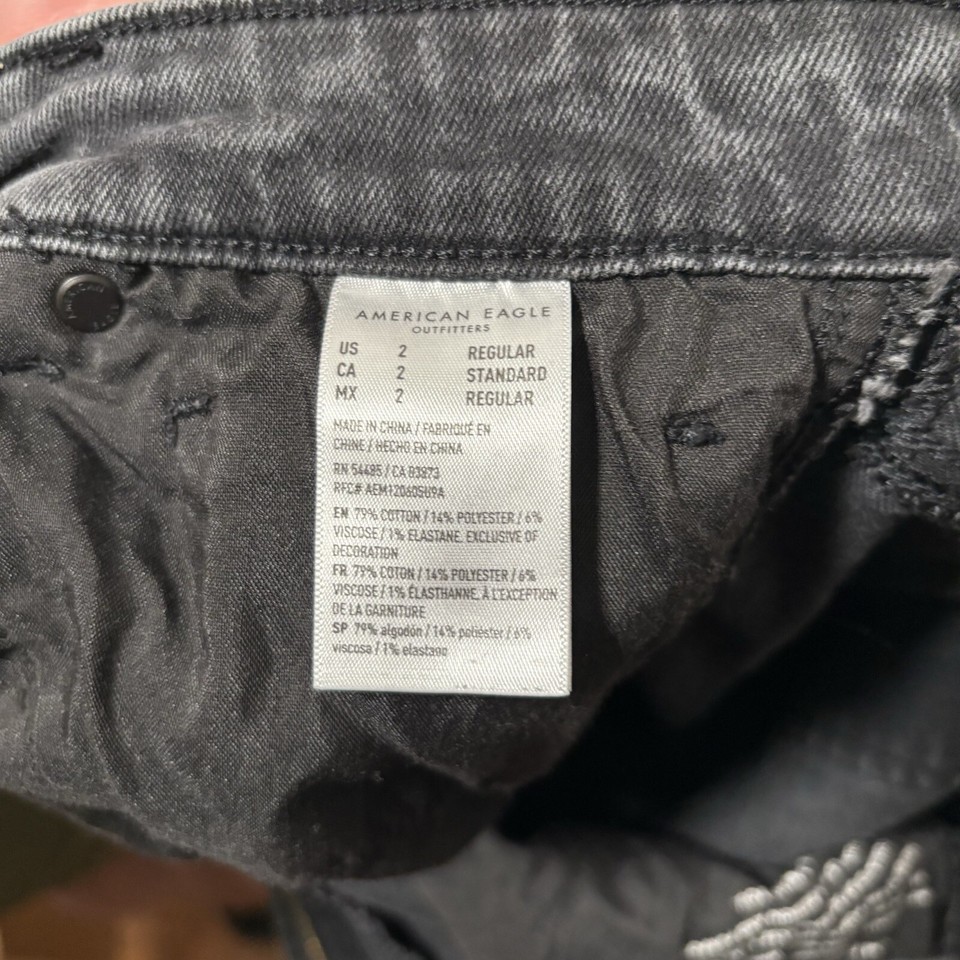 AMERICAN EAGLE
OUTFITTERS
US 2 REGULAR
CA 2 STANDARD
MX 2 REGULAR
MADE IN CHINA / FABRIQUÉ EN
CHINE / HECHO EN CHINA
RN 54485 / CA 03873
RFC# AEM120605U9A
EN 79% COTTON / 14% POLYESTER / 6%
VISCOSE / 1% ELASTANE, EXCLUSIVE OF
DECORATION
FR 79% COTON / 14% POLYESTER / 6%
VISCOSE / 1% ÉLASTHANNE, À L'EXCEPTION
DE LA GARNITURE
SP 79% algodón / 14% poliéster / 6%
viscosa / 1% elastano